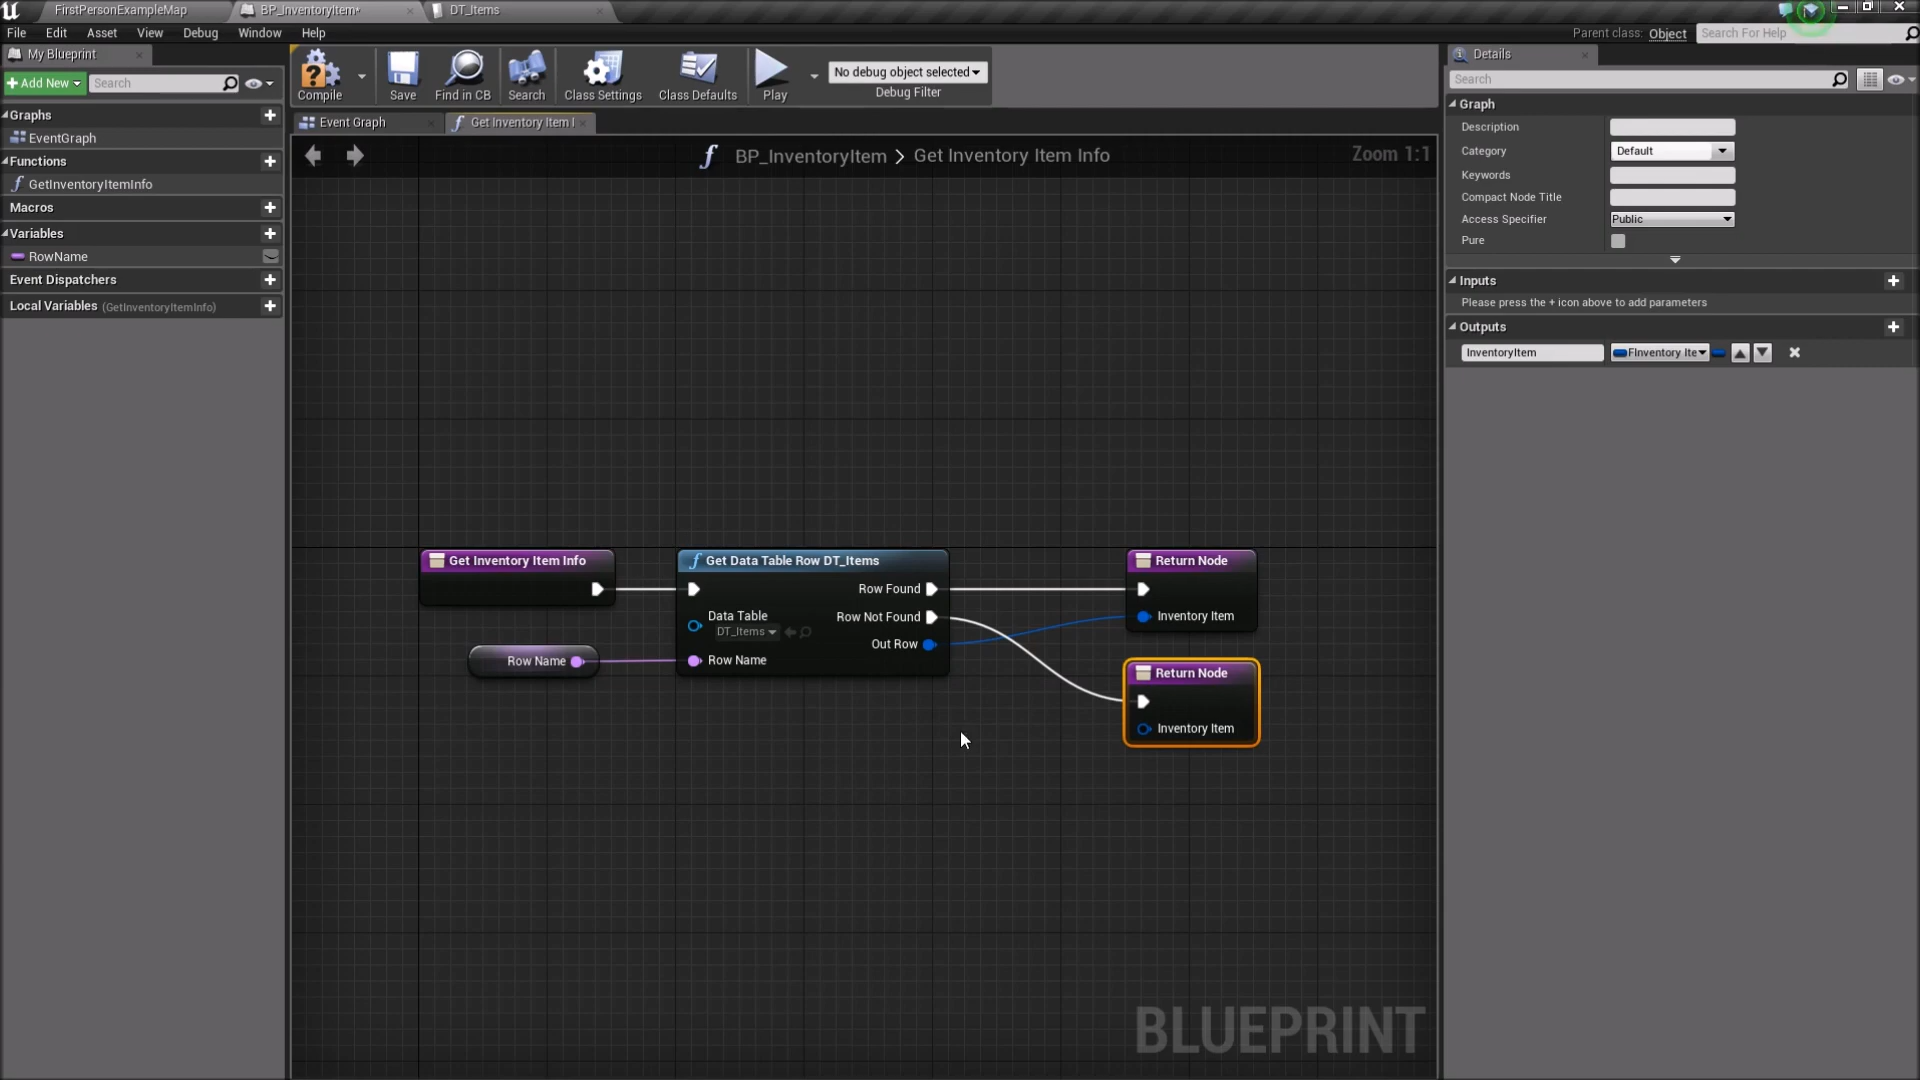 FirstPersonExampleMap
BP_InventoryItem*
DT_Items
File Edit Asset View Debug Window Help
Parent class: Object
Search For Help
My Blueprint
Add New
Search
Graphs
EventGraph
Functions
GetInventoryItemInfo
Macros
Variables
RowName
Event Dispatchers
Local Variables (GetInventoryItemInfo)
Compile
Save
Find in CB
Search
Class Settings
Class Defaults
Play
No debug object selected
Debug Filter
Event Graph
Get Inventory Item I
BP_InventoryItem > Get Inventory Item Info
Zoom 1:1
Get Inventory Item Info
Row Name
Get Data Table Row DT_Items
Row Found
Data Table
DT_Items
Row Not Found
Out Row
Row Name
Return Node
Inventory Item
Return Node
Inventory Item
BLUEPRINT
Details
Search
Graph
Description
Category Default
Keywords
Compact Node Title
Access Specifier Public
Pure
Inputs
Please press the + icon above to add parameters
Outputs
InventoryItem FInventory Ite